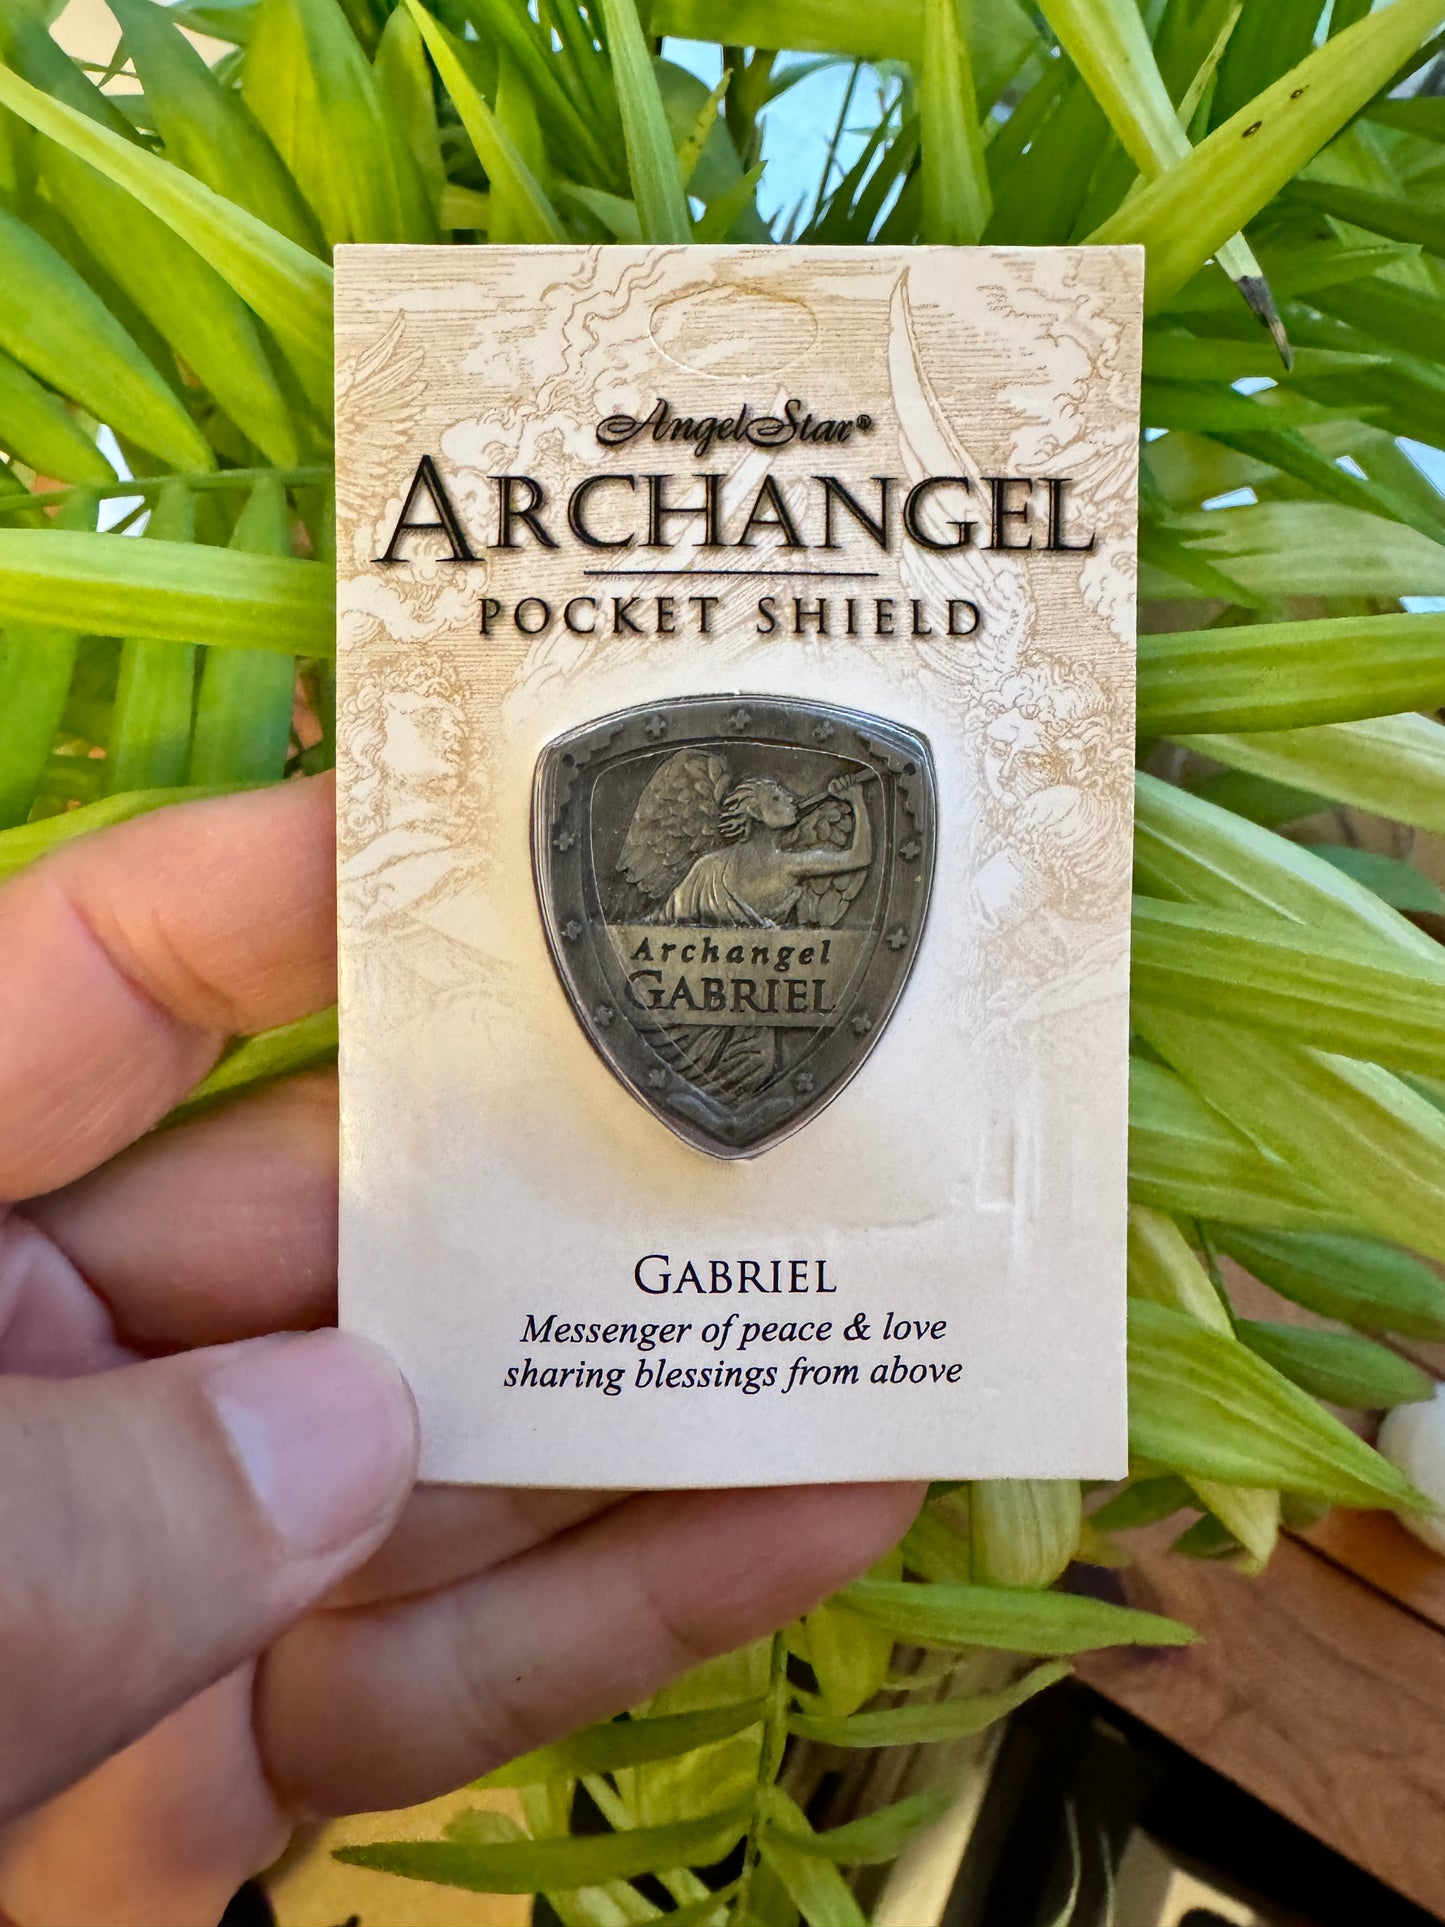 AngelStar®
ARCHANGEL
POCKET SHIELD
Archangel
GABRIEL
GABRIEL
Messenger of peace & love
sharing blessings from above